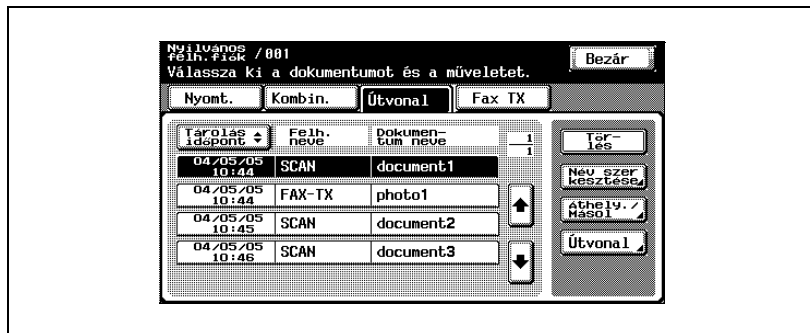 Nyilvános
felh.fiók /001
Válassza ki a dokumentumot és a műveletet.
Bezár
Nyomt. Kombin. Útvonal Fax TX
Tárolás időpont Felh. neve Dokumen-tum neve 1/1
04/05/05 10:44 SCAN document1
04/05/05 10:44 FAX-TX photo1
04/05/05 10:45 SCAN document2
04/05/05 10:46 SCAN document3
Tör-
lés
Név szer
kesztése
Áthely./
Másol
Útvonal